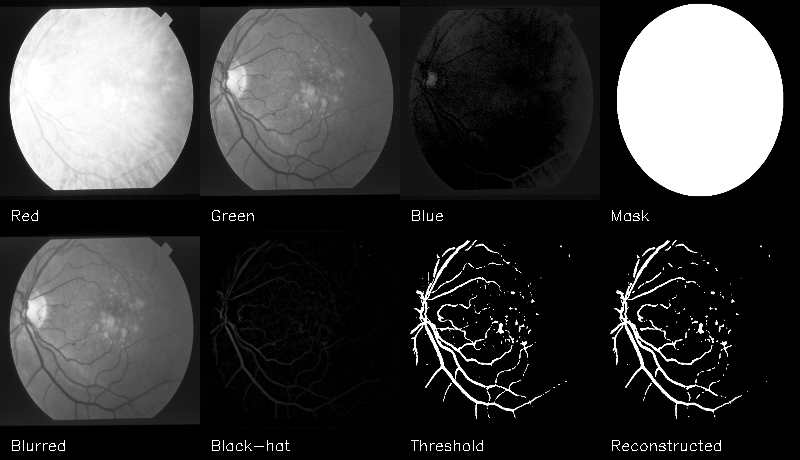 Red
Green
Blue
Mask
Blurred
Black-hat
Threshold
Reconstructed